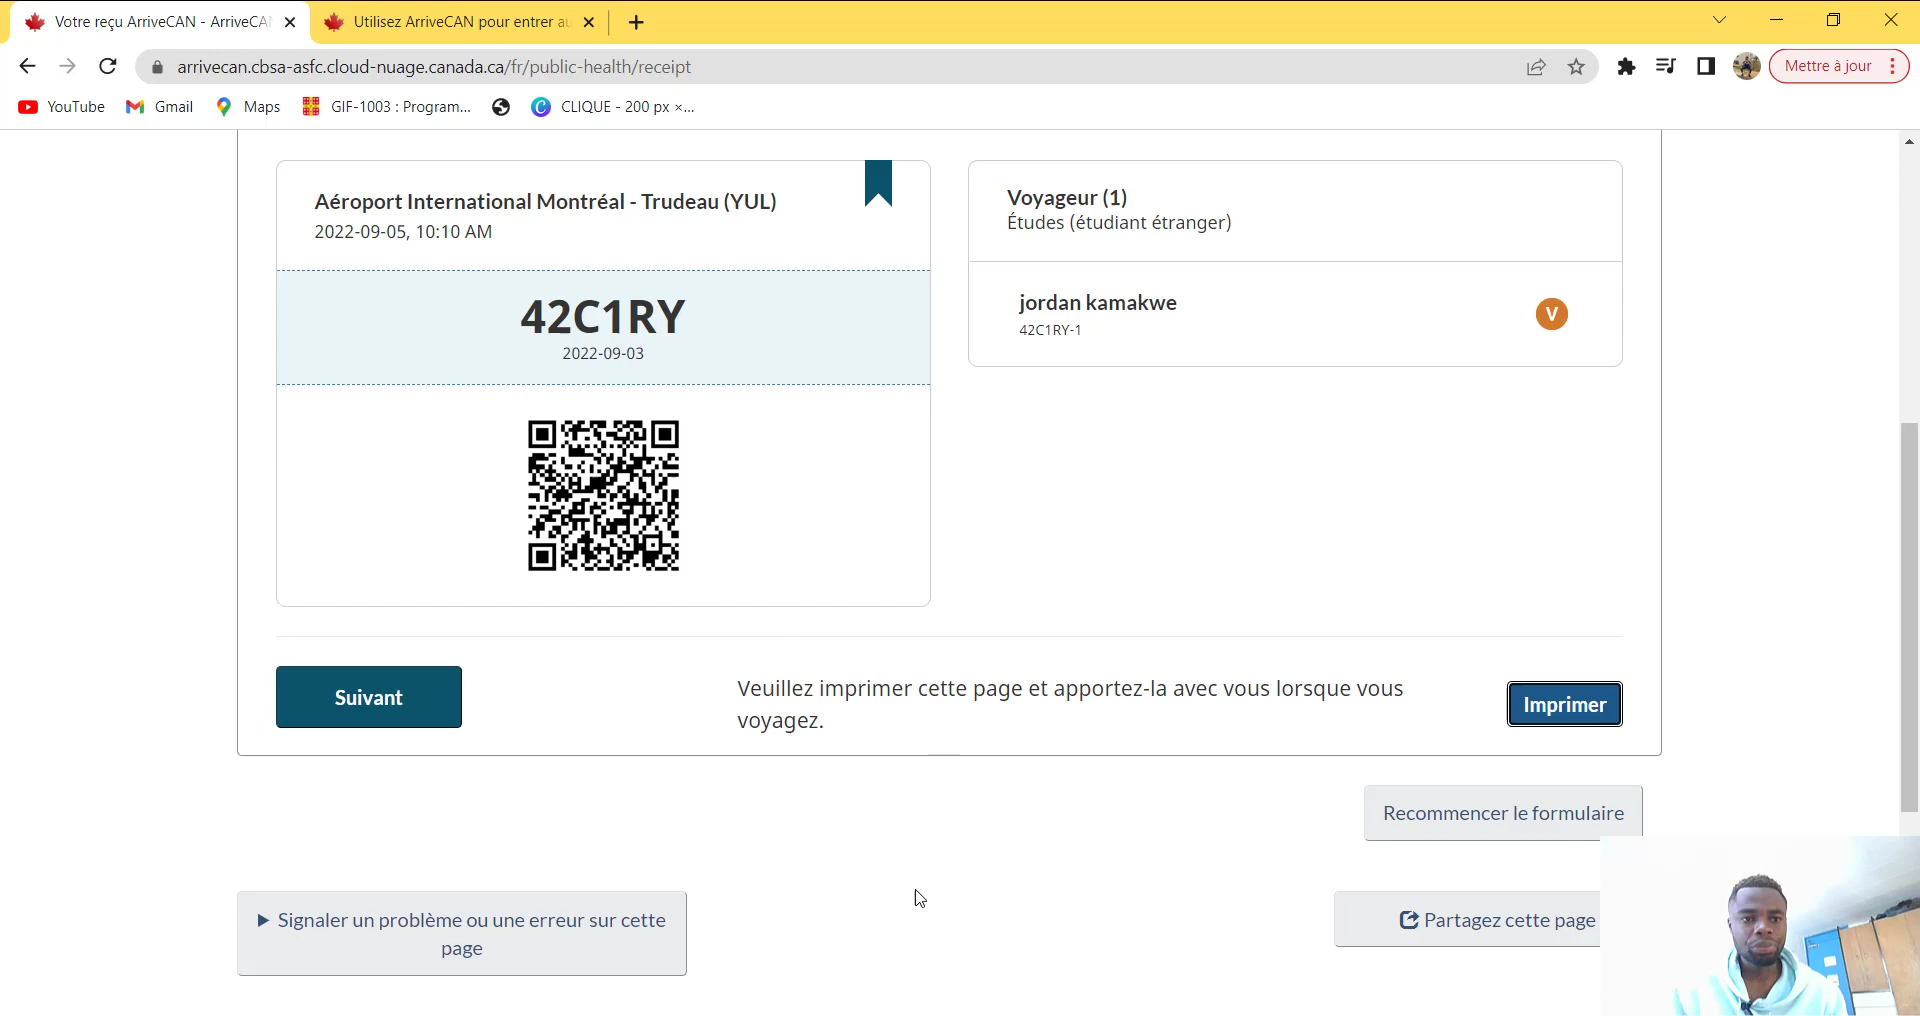 Votre reçu ArriveCAN - ArriveCAN
Utilisez ArriveCAN pour entrer au
arrivecan.cbsa-asfc.cloud-nuage.canada.ca/fr/public-health/receipt
Mettre à jour
YouTube
Gmail
Maps
GIF-1003 : Program...
CLIQUE - 200 px ×...
Aéroport International Montréal - Trudeau (YUL)
2022-09-05, 10:10 AM
42C1RY
2022-09-03
Voyageur (1)
Études (étudiant étranger)
jordan kamakwe
42C1RY-1
V
Suivant
Veuillez imprimer cette page et apportez-la avec vous lorsque vous
voyagez.
Imprimer
Recommencer le formulaire
Signaler un problème ou une erreur sur cette
page
Partagez cette page